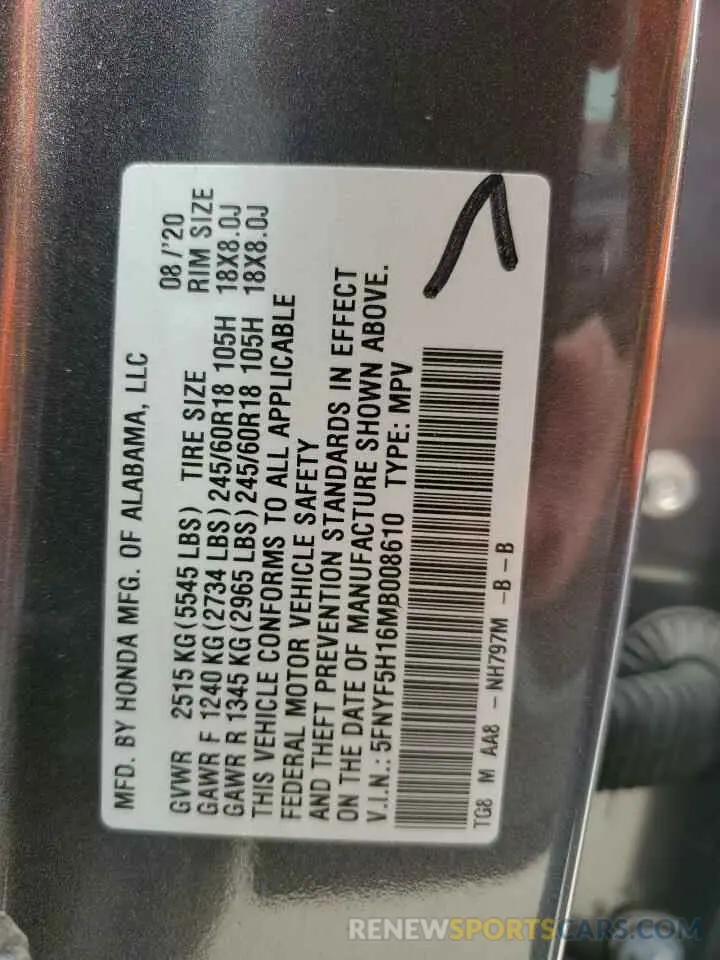 MFD. BY HONDA MFG. OF ALABAMA, LLC 08/'20
GVWR 2515 KG (5545 LBS) TIRE SIZE RIM SIZE
GAWR F 1240 KG (2734 LBS) 245/60R18 105H 18X8.0J
GAWR R 1345 KG (2965 LBS) 245/60R18 105H 18X8.0J
THIS VEHICLE CONFORMS TO ALL APPLICABLE
FEDERAL MOTOR VEHICLE SAFETY
AND THEFT PREVENTION STANDARDS IN EFFECT
ON THE DATE OF MANUFACTURE SHOWN ABOVE.
V.I.N.: 5FNYF5H16MB008610 TYPE: MPV
TG8 M AA8 - NH797M -B-B
RENEWSPORTSCARS.COM